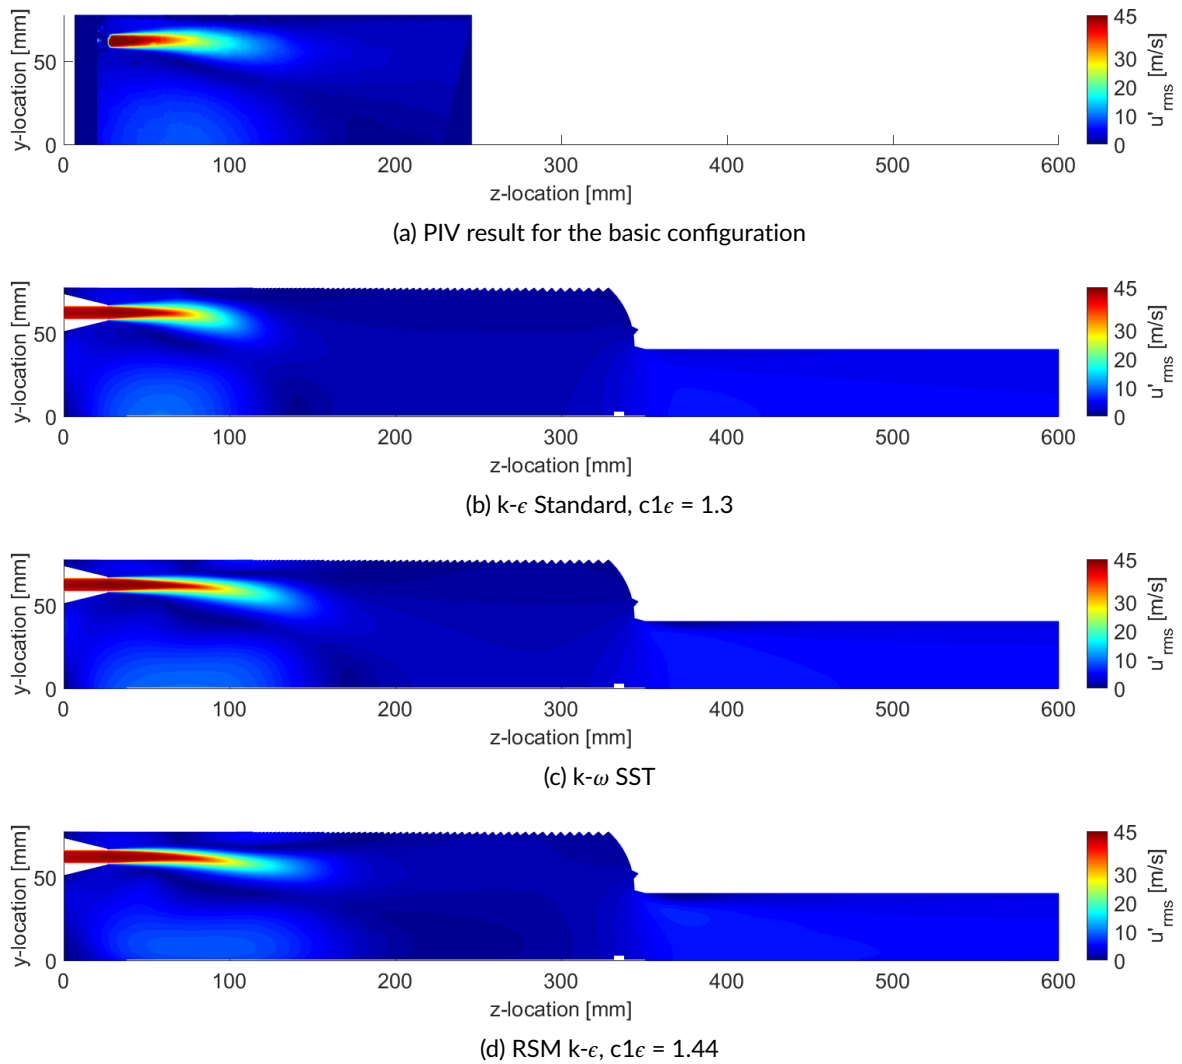 y-location [mm]
50
0
0 100 200 300 400 500 600
z-location [mm]
45
30
20
10
0
u'rms [m/s]
(a) PIV result for the basic configuration
y-location [mm]
50
0
0 100 200 300 400 500 600
z-location [mm]
45
30
20
10
0
u'rms [m/s]
(b) k-ϵ Standard, c1ϵ = 1.3
y-location [mm]
50
0
0 100 200 300 400 500 600
z-location [mm]
45
30
20
10
0
u'rms [m/s]
(c) k-ω SST
y-location [mm]
50
0
0 100 200 300 400 500 600
z-location [mm]
45
30
20
10
0
u'rms [m/s]
(d) RSM k-ϵ, c1ϵ = 1.44